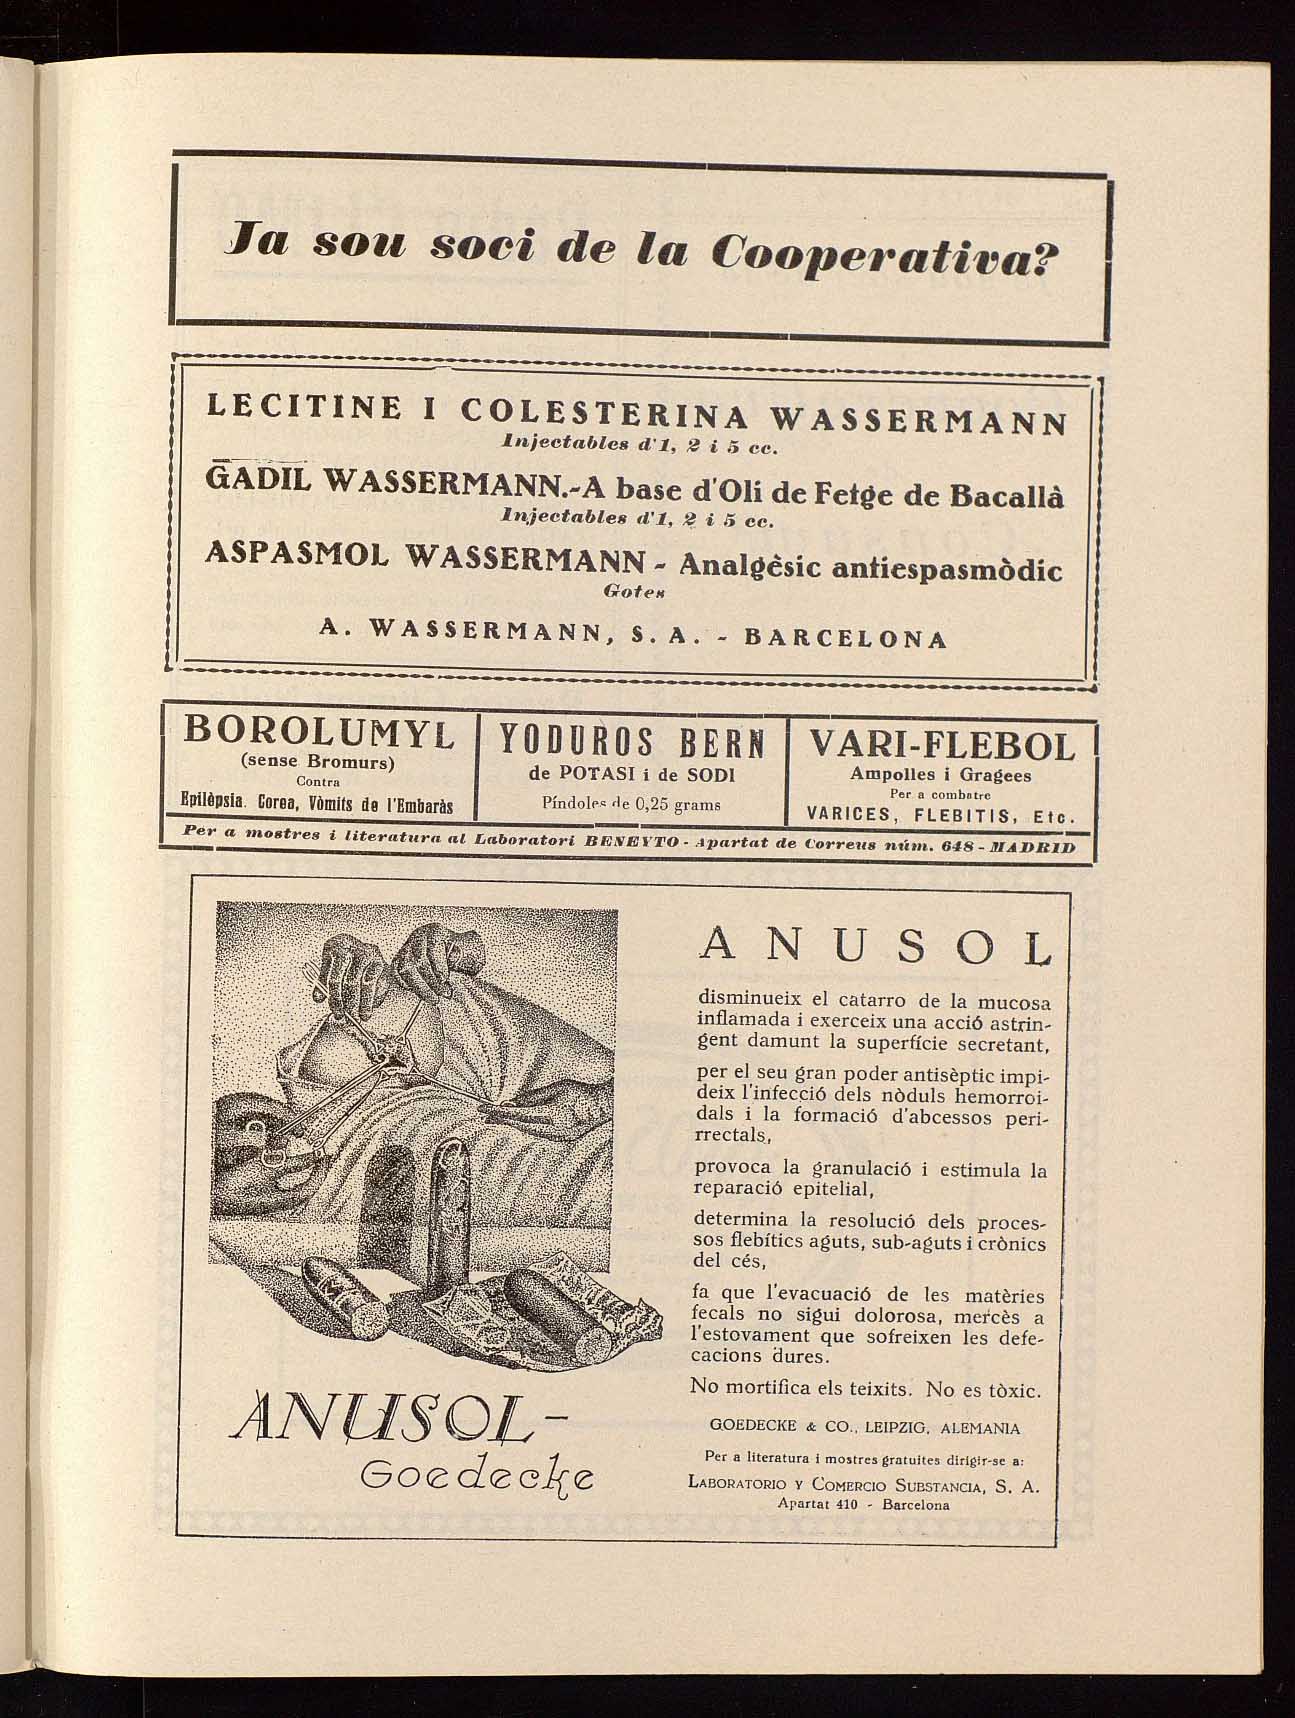 Ja sou soci de la Cooperativa?
LECITINE I COLESTERINA WASSERMANN
Injectables d'1, 2 i 5 cc.
GADIL WASSERMANN.-A base d'Oli de Fetge de Bacallà
Injectables d'1, 2 i 5 cc.
ASPASMOL WASSERMANN - Analgèsic antiespasmòdic
Gotes
A. WASSERMANN, S. A. - BARCELONA
BOROLUMYL
(sense Bromurs)
Contra
Epilèpsia. Corea, Vòmits de l'Embaràs
YODUROS BERN
de POTASI i de SODI
Píndoles de 0,25 grams
VARI-FLEBOL
Ampolles i Gragees
Per a combatre
VARICES, FLEBITIS, Etc.
Per a mostres i literatura al Laboratori BENEYTO - Apartat de Correus núm. 648 - MADRID
ANUSOL
disminueix el catarro de la mucosa
inflamada i exerceix una acció astrin-
gent damunt la superfície secretant,
per el seu gran poder antisèptic impi-
deix l'infecció dels nòduls hemorroi-
dals i la formació d'abcessos peri-
rrectals,
provoca la granulació i estimula la
reparació epitelial,
determina la resolució dels proces-
sos flebítics aguts, sub-aguts i crònics
del cés,
fa que l'evacuació de les matèries
fecals no sigui dolorosa, mercès a
l'estovament que sofreixen les defe-
cacions dures.
No mortifica els teixits. No es tòxic.
GOEDECKE & CO., LEIPZIG, ALEMANIA
Per a literatura i mostres gratuites dirigir-se a:
LABORATORIO Y COMERCIO SUBSTANCIA, S. A.
Apartat 410 - Barcelona
ANUSOL-
Goedecke